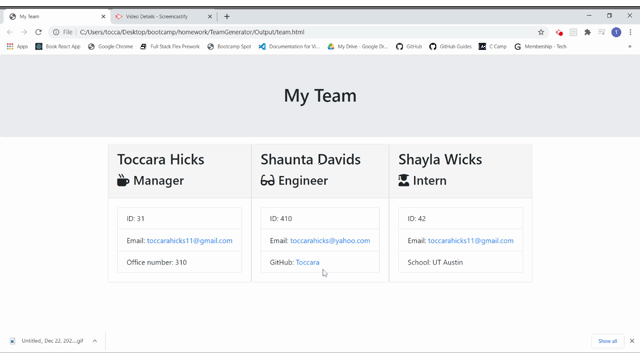 My Team
Video Details - Screencastify
File C:/Users/tocca/Desktop/bootcamp/homework/TeamGenerator/Output/team.html
Apps Book React App Google Chrome Full Stack Flex Prework Bootcamp Spot Documentation for Vi... My Drive - Google Dr... GitHub GitHub Guides C Camp Membership - Tech
My Team
Toccara Hicks
Manager
ID: 31
Email: toccarahicks11@gmail.com
Office number: 310
Shaunta Davids
Engineer
ID: 410
Email: toccarahicks@yahoo.com
GitHub: Toccara
Shayla Wicks
Intern
ID: 42
Email: toccarahicks11@gmail.com
School: UT Austin
Untitled_ Dec 22, 202....gif
Show all